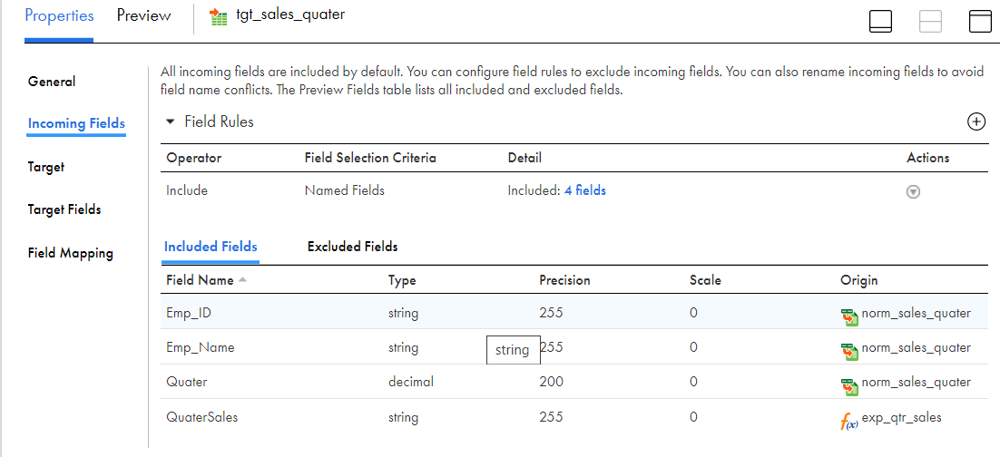 Properties Preview tgt_sales_quater
General
Incoming Fields
Target
Target Fields
Field Mapping
All incoming fields are included by default. You can configure field rules to exclude incoming fields. You can also rename incoming fields to avoid
field name conflicts. The Preview Fields table lists all included and excluded fields.
Field Rules
Operator Field Selection Criteria Detail Actions
Include Named Fields Included: 4 fields
Included Fields Excluded Fields
Field Name Type Precision Scale Origin
Emp_ID string 255 0 norm_sales_quater
Emp_Name string 255 0 norm_sales_quater
string
Quater decimal 200 0 norm_sales_quater
QuaterSales string 255 0 f(x) exp_qtr_sales